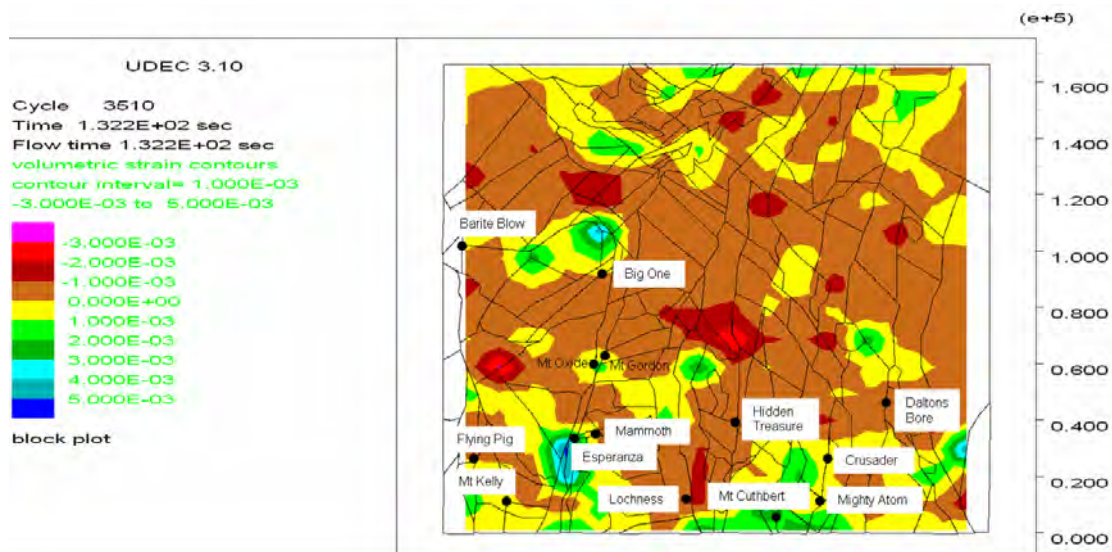 (e+5)
UDEC 3.10
Cycle 3510
Time 1.322E+02 sec
Flow time 1.322E+02 sec
volumetric strain contours
contour interval= 1.000E-03
-3.000E-03 to 5.000E-03
-3.000E-03
-2.000E-03
-1.000E-03
0.000E+00
1.000E-03
2.000E-03
3.000E-03
4.000E-03
5.000E-03
block plot
Barite Blow
Big One
Mt Oxide
Mt Gordon
Hidden
Treasure
Daltons
Bore
Mammoth
Flying Pig
Esperanza
Crusader
Mt Kelly
Lochness
Mt Cuthbert
Mighty Atom
1.600
1.400
1.200
1.000
0.800
0.600
0.400
0.200
0.000